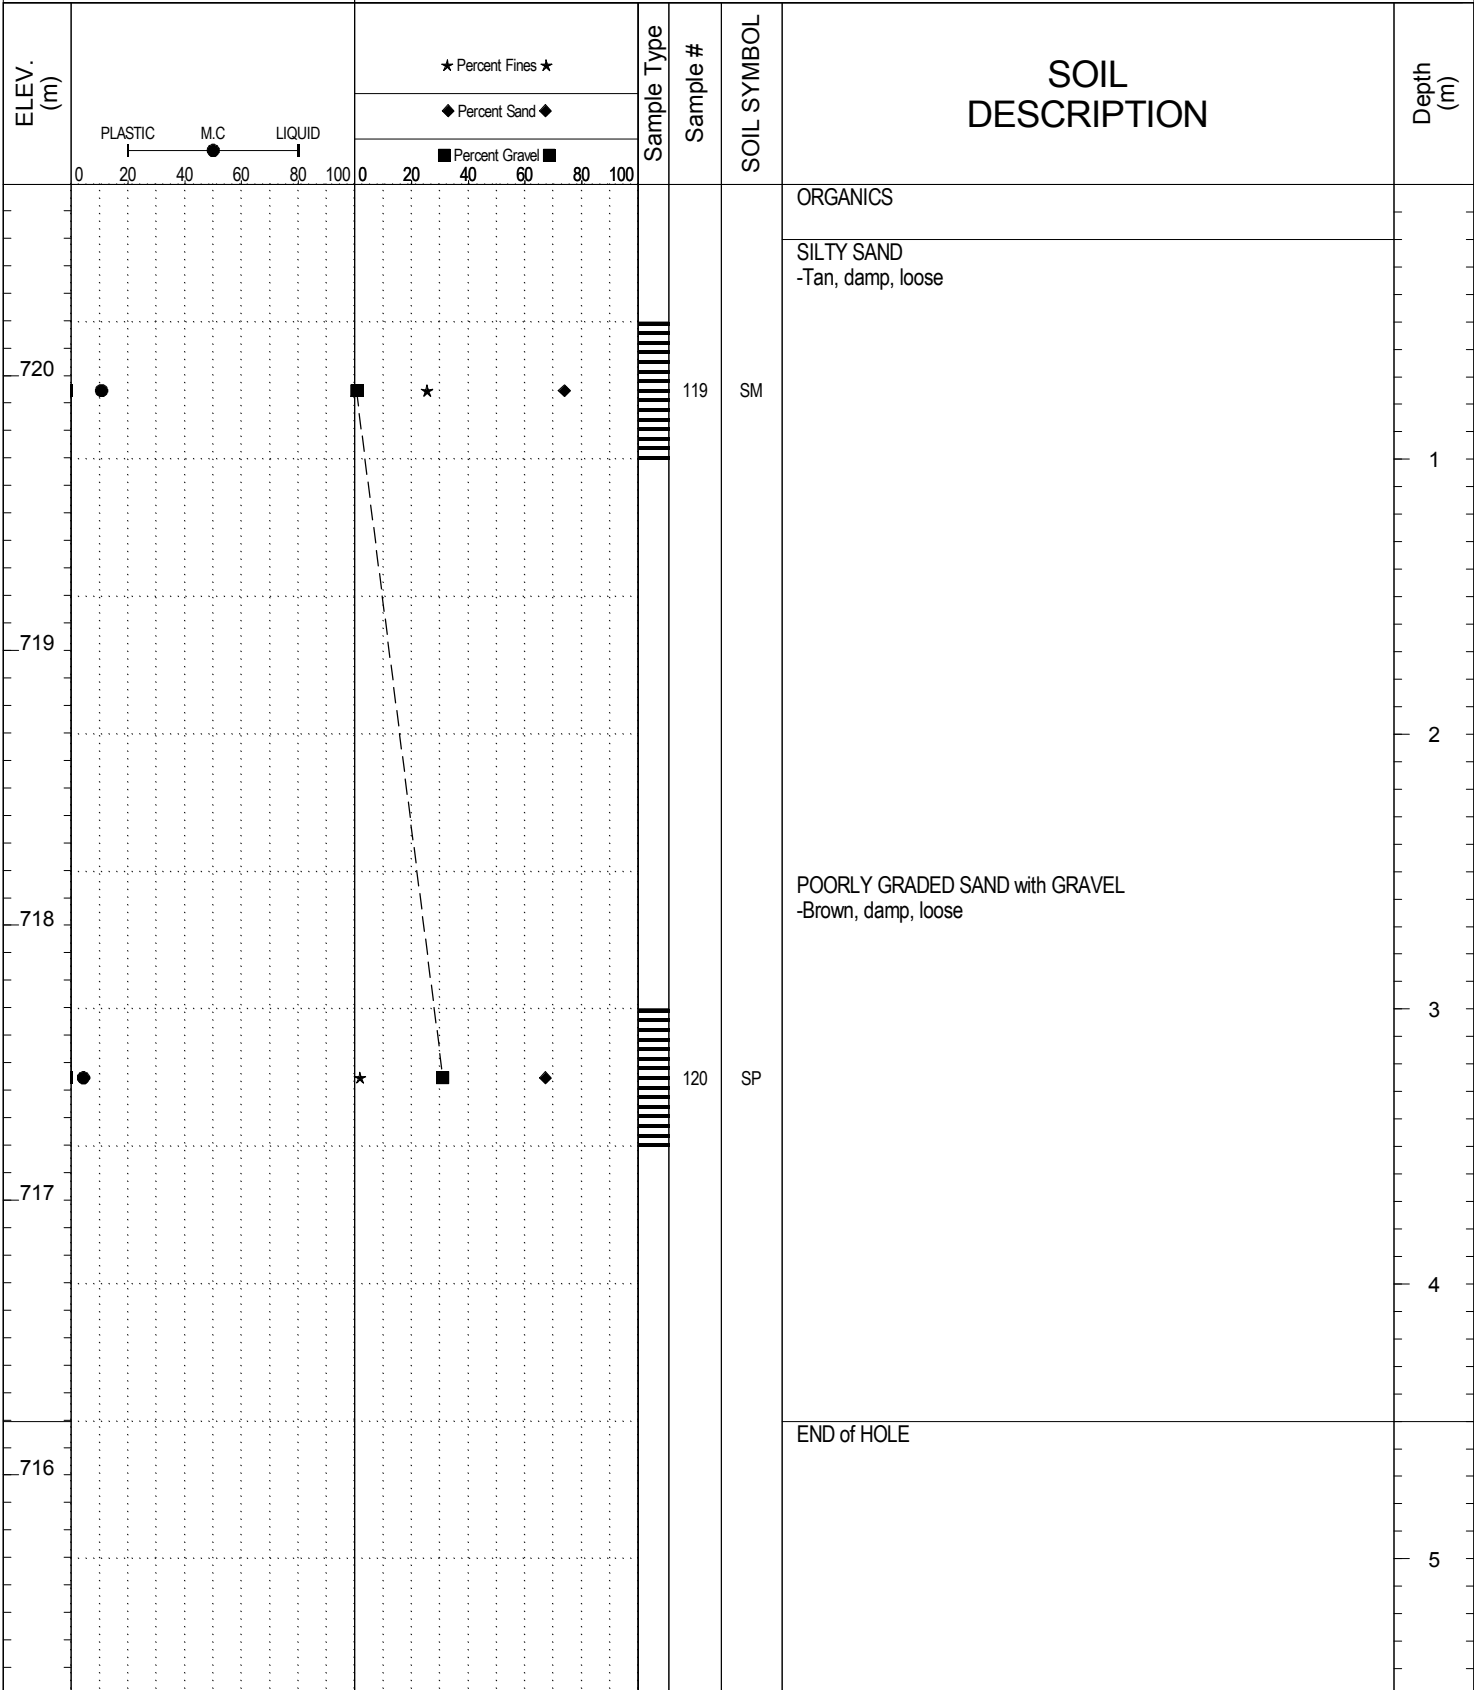 ELEV.
(m)
PLASTIC M.C LIQUID
0 20 40 60 80 100
★ Percent Fines ★
◆ Percent Sand ◆
■ Percent Gravel ■
0 20 40 60 80 100
Sample Type
Sample #
SOIL SYMBOL
SOIL
DESCRIPTION
Depth
(m)
ORGANICS
SILTY SAND
-Tan, damp, loose
720
119 SM
1
719
2
POORLY GRADED SAND with GRAVEL
-Brown, damp, loose
718
3
120 SP
717
4
END of HOLE
716
5